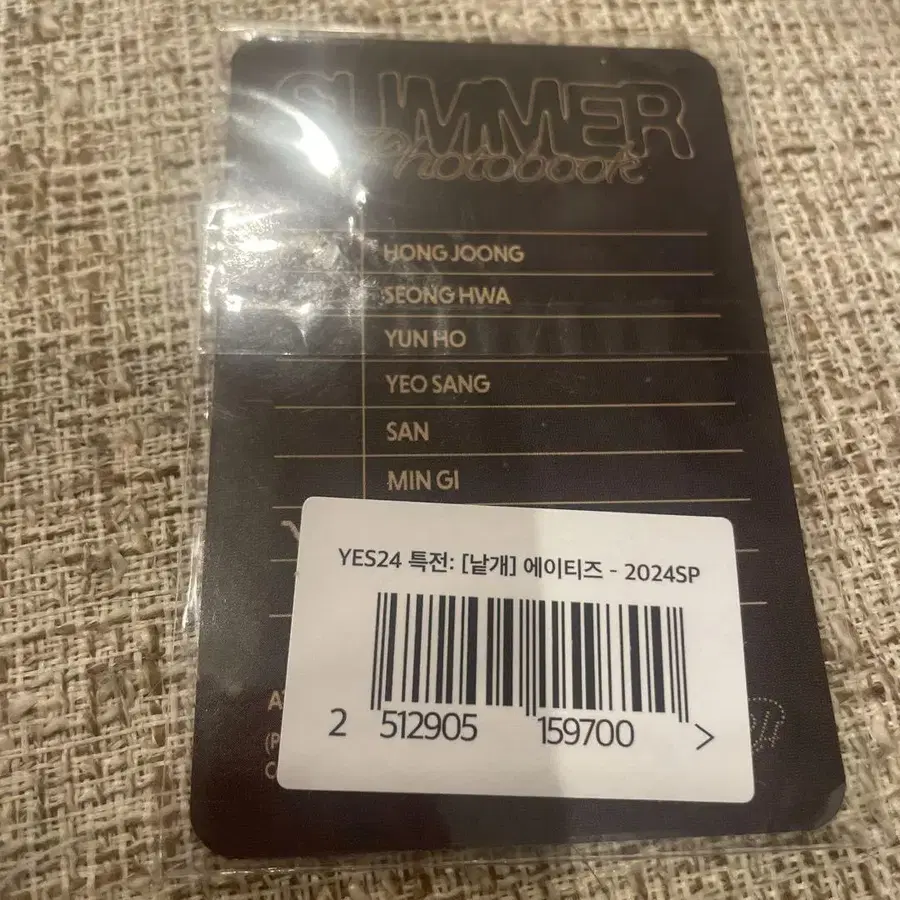 SUMMER
Photobook
HONG JOONG
SEONG HWA
YUN HO
YEO SANG
SAN
MIN GI
YES24 특전: [낱개] 에이티즈 - 2024SP
2 512905 159700 >